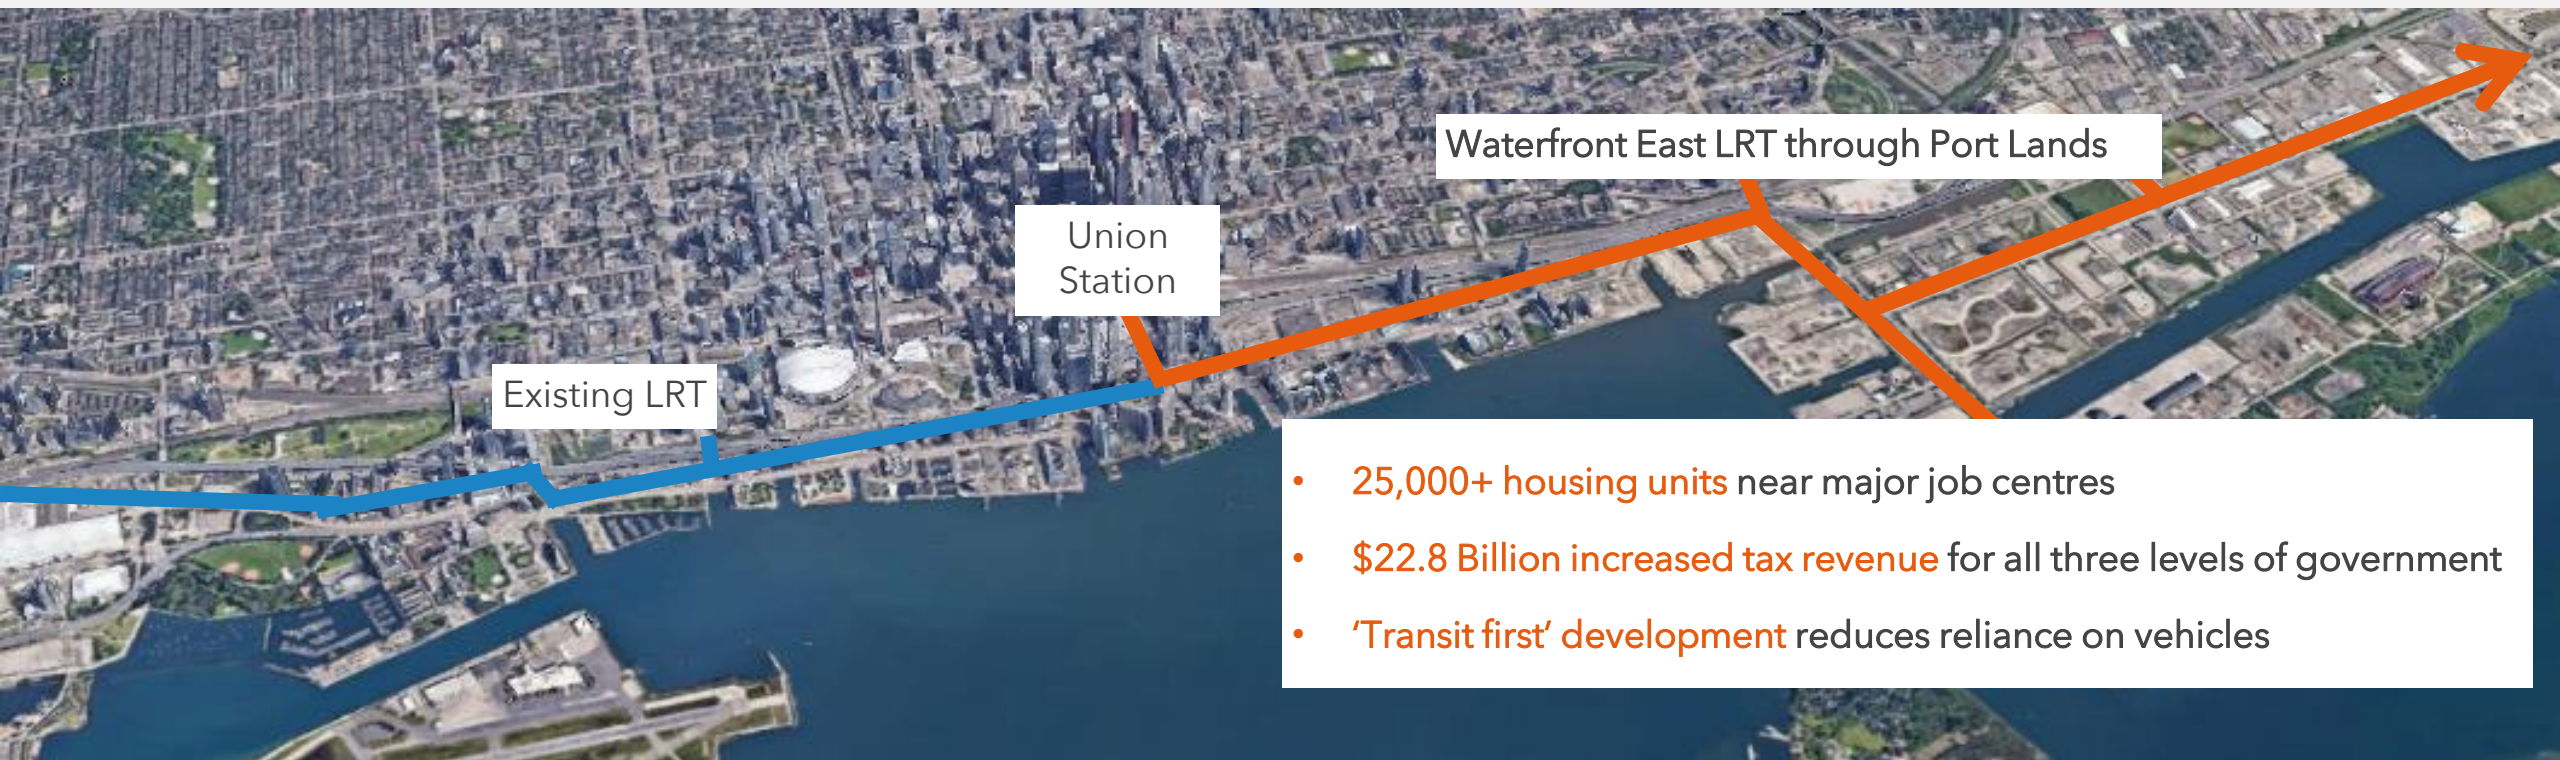 Waterfront East LRT through Port Lands
Union
Station
Existing LRT
• 25,000+ housing units near major job centres
• $22.8 Billion increased tax revenue for all three levels of government
• ‘Transit first’ development reduces reliance on vehicles